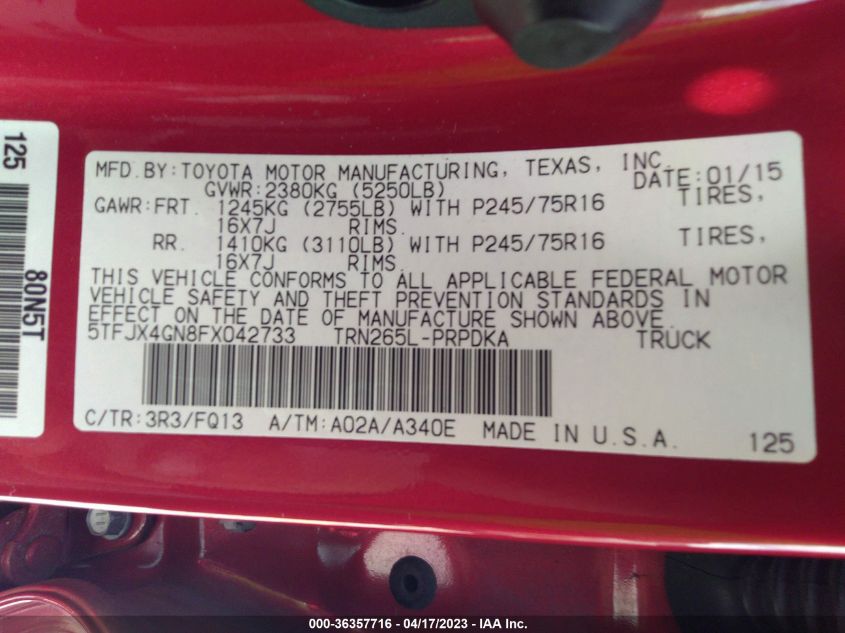 125
80N5T
MFD.BY:TOYOTA MOTOR MANUFACTURING, TEXAS, INC.
GVWR:2380KG (5250LB) DATE:01/15
GAWR:FRT. 1245KG (2755LB) WITH P245/75R16 TIRES,
16X7J RIMS.
RR. 1410KG (3110LB) WITH P245/75R16 TIRES,
16X7J RIMS.
THIS VEHICLE CONFORMS TO ALL APPLICABLE FEDERAL MOTOR
VEHICLE SAFETY AND THEFT PREVENTION STANDARDS IN
EFFECT ON THE DATE OF MANUFACTURE SHOWN ABOVE.
5TFJX4GN8FX042733 TRN265L-PRPDKA TRUCK
C/TR:3R3/FQ13 A/TM:A02A/A340E MADE IN U.S.A. 125
000-36357716 - 04/17/2023 - IAA Inc.